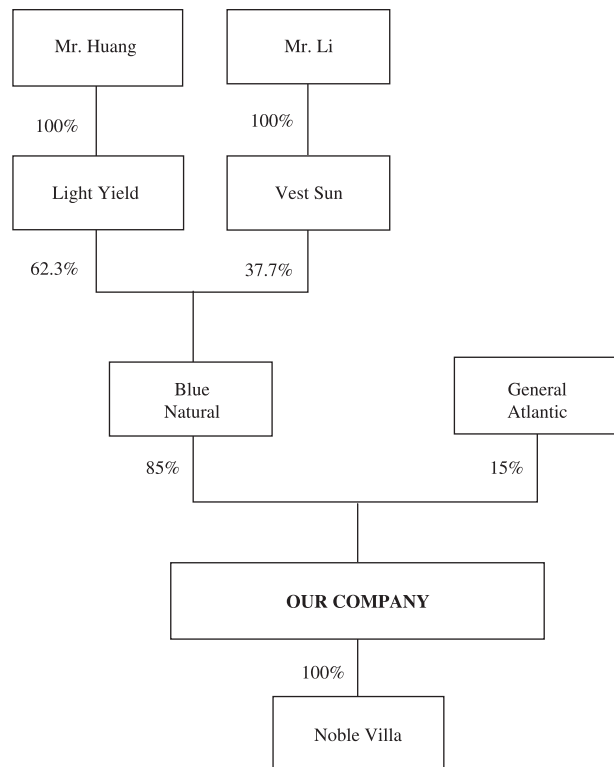 Mr. Huang
Mr. Li
100%
100%
Light Yield
Vest Sun
62.3%
37.7%
Blue
Natural
General
Atlantic
85%
15%
OUR COMPANY
100%
Noble Villa